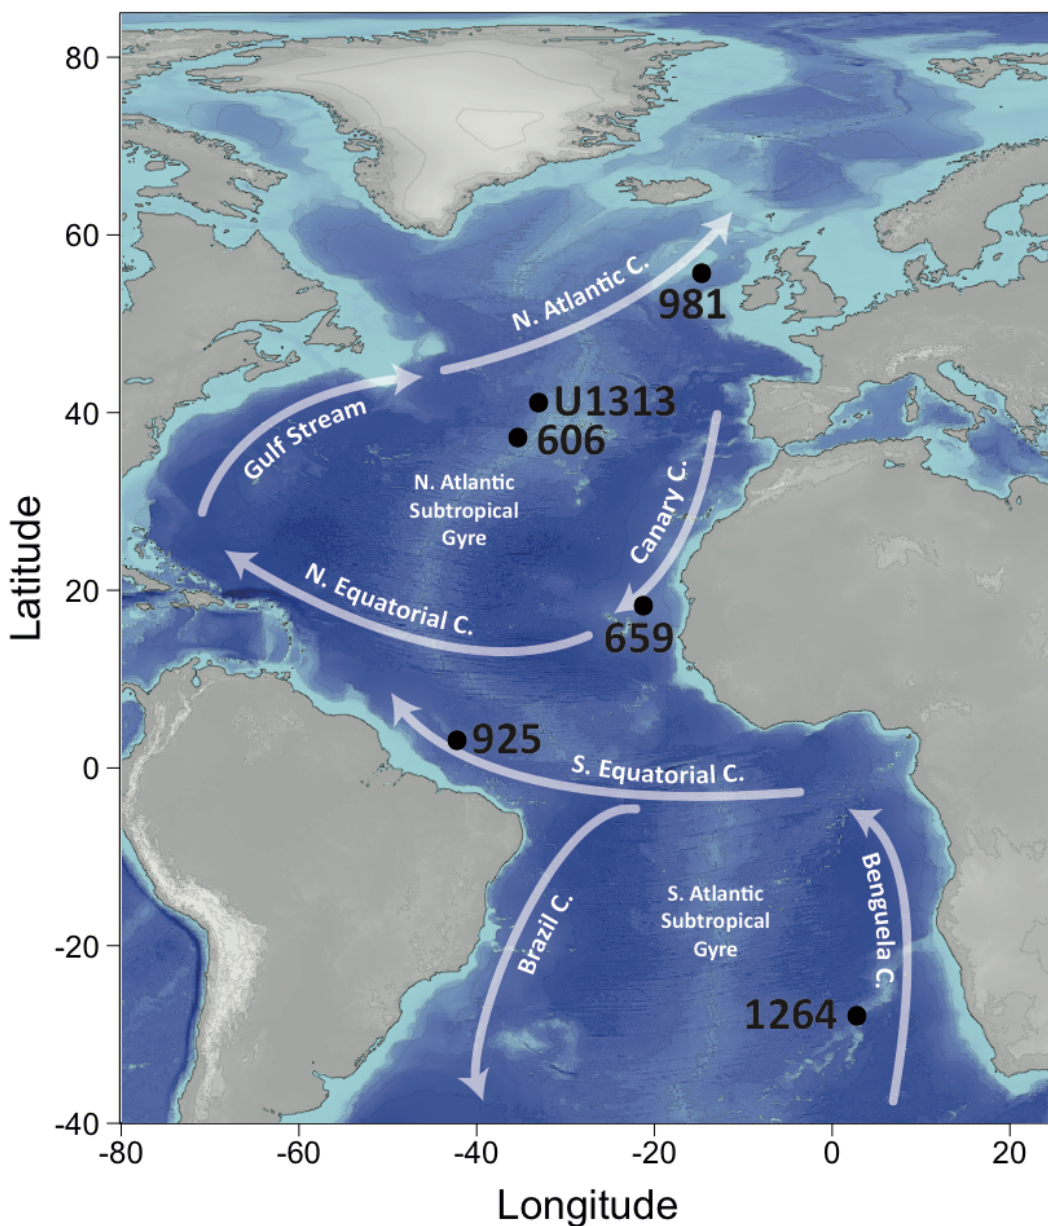 80
60
40
20
0
-20
-40
-80
-60
-40
-20
0
20
Latitude
Longitude
N. Atlantic C.
981
U1313
606
Gulf Stream
N. Atlantic
Subtropical
Gyre
Canary C.
N. Equatorial C.
659
925
S. Equatorial C.
Brazil C.
S. Atlantic
Subtropical
Gyre
Benguela C.
1264